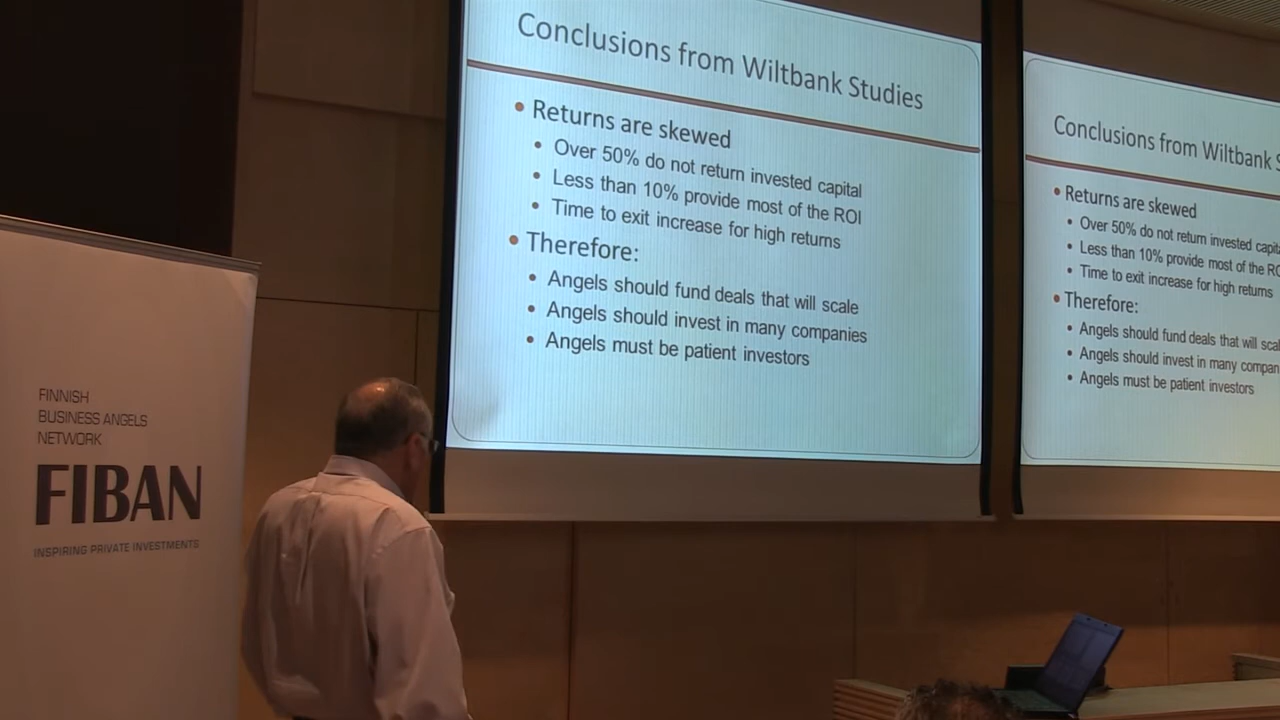 FINNISH
BUSINESS ANGELS
NETWORK
FIBAN
INSPIRING PRIVATE INVESTMENTS
Conclusions from Wiltbank Studies
Returns are skewed
Over 50% do not return invested capital
Less than 10% provide most of the ROI
Time to exit increase for high returns
Therefore:
Angels should fund deals that will scale
Angels should invest in many companies
Angels must be patient investors
Conclusions from Wiltbank
Returns are skewed
Over 50% do not return invested
Less than 10% provide most of the
Time to exit increase for high returns
Therefore:
Angels should fund deals that will
Angels should invest in many
Angels must be patient investors